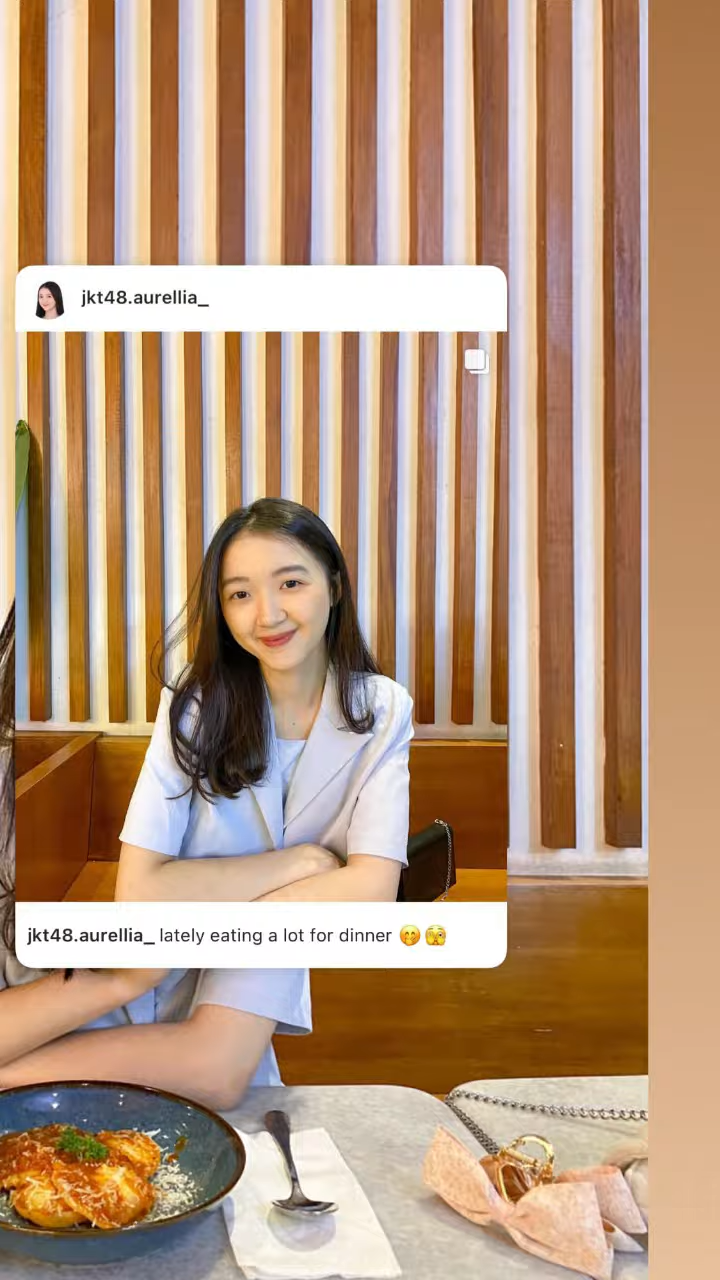 jkt48.aurellia_
jkt48.aurellia_ lately eating a lot for dinner 🤭🫣